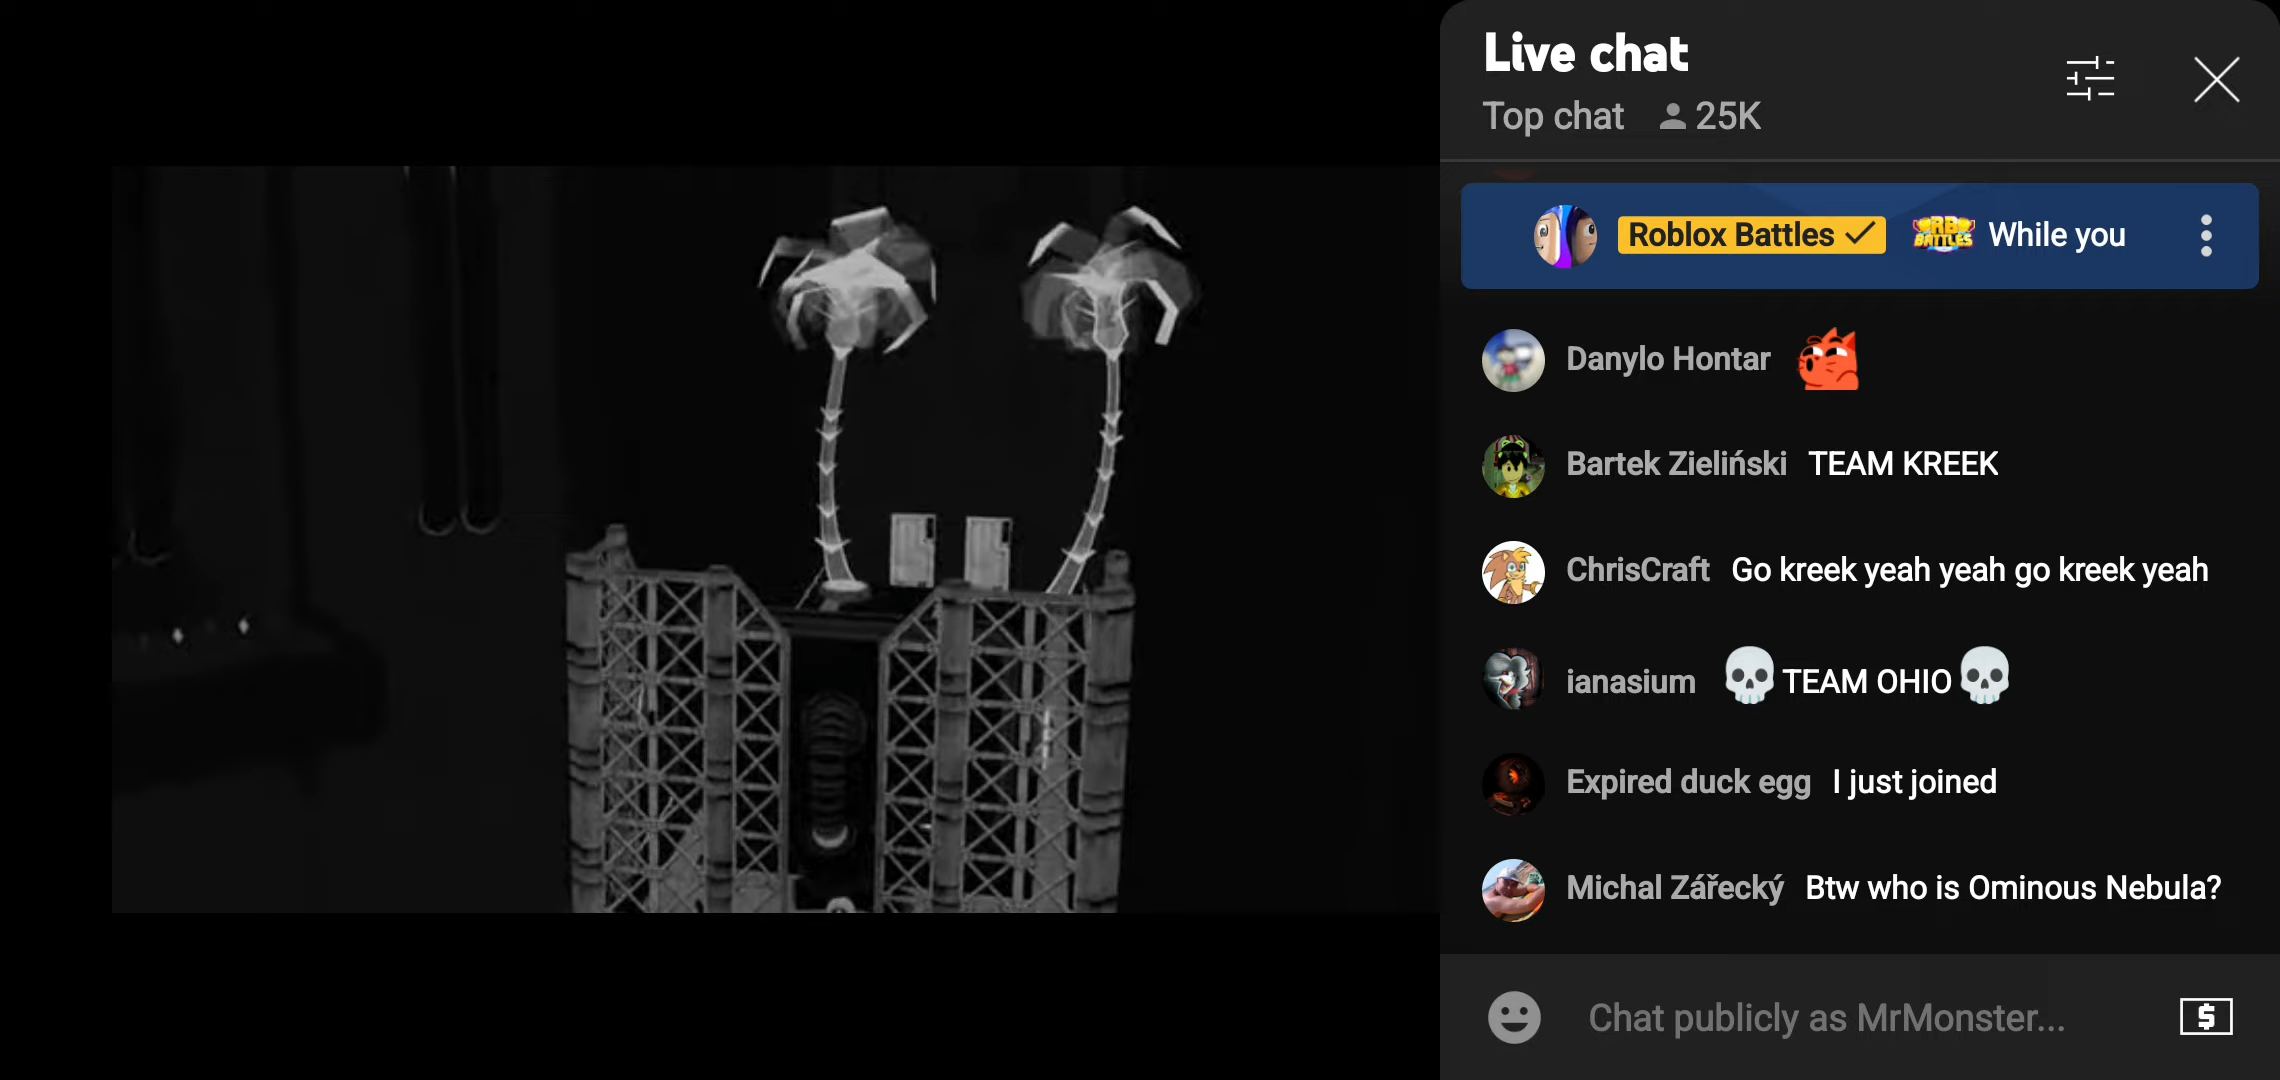 Live chat
Top chat 25K
Roblox Battles RB BATTLES While you
Danylo Hontar
Bartek Zieliński TEAM KREEK
ChrisCraft Go kreek yeah yeah go kreek yeah
ianasium 💀TEAM OHIO💀
Expired duck egg I just joined
Michal Zářecký Btw who is Ominous Nebula?
Chat publicly as MrMonster...
$